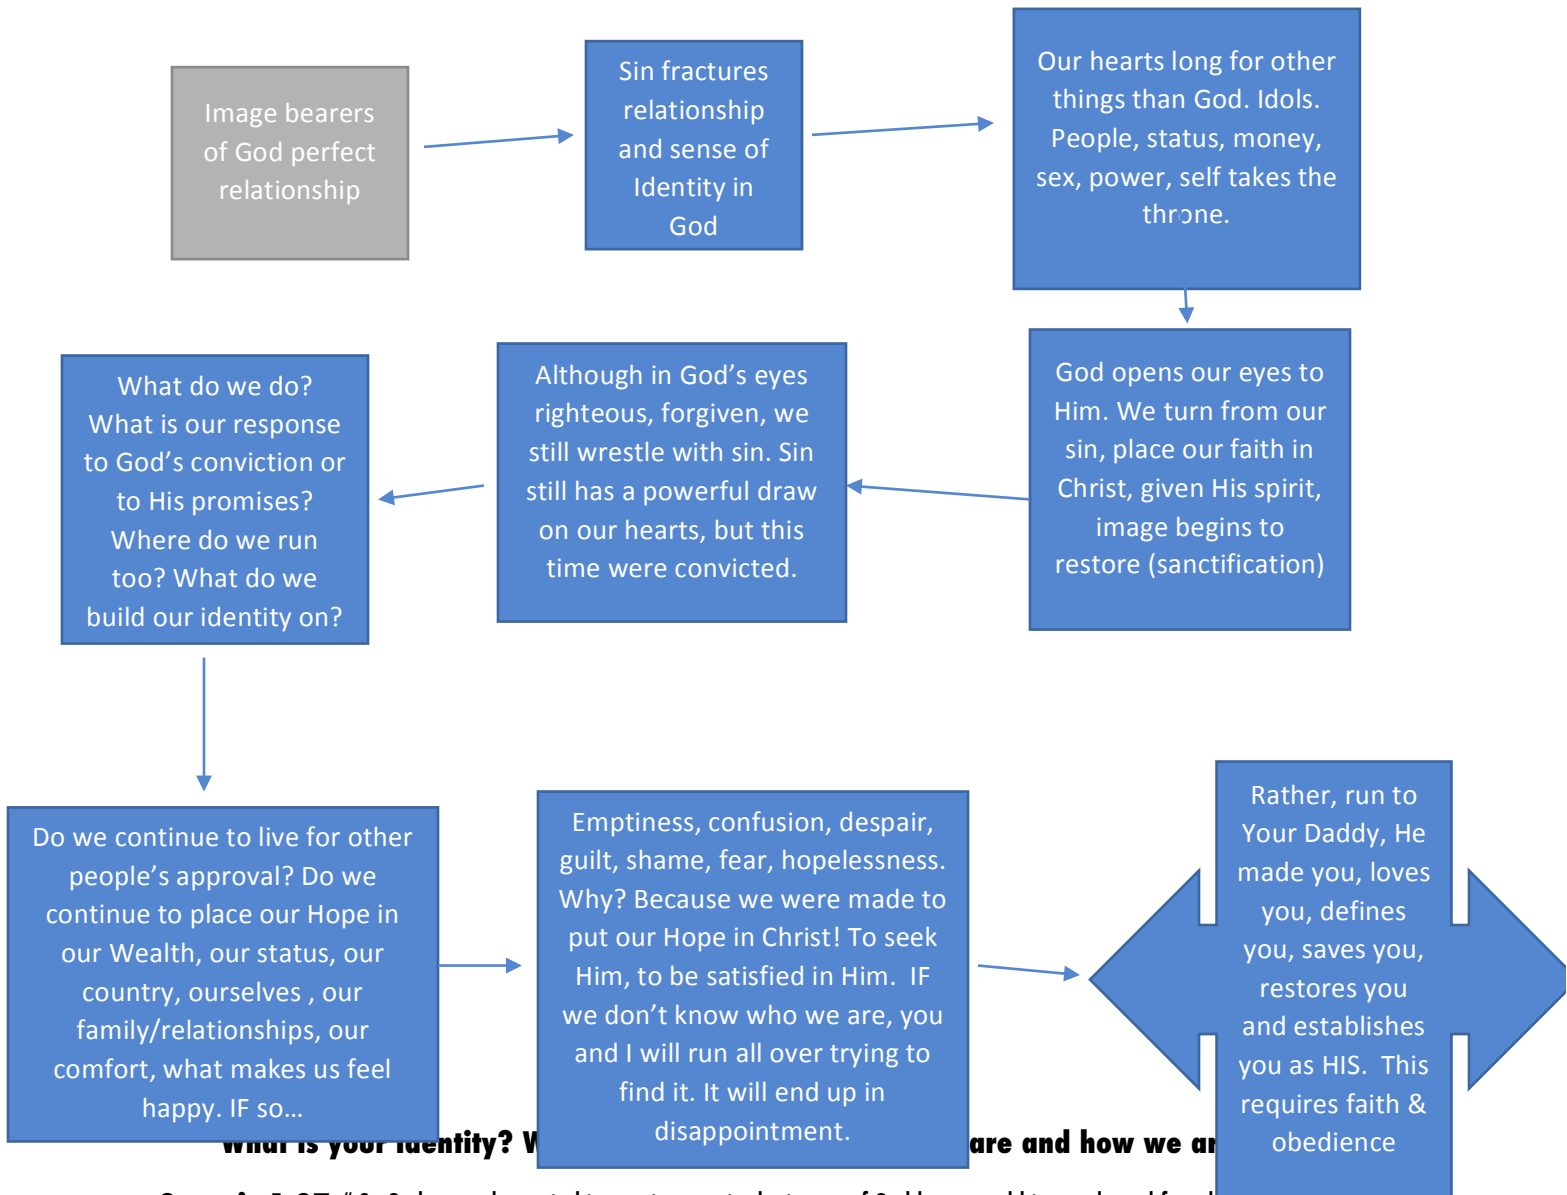 Image bearers
of God perfect
relationship
Sin fractures
relationship
and sense of
Identity in
God
Our hearts long for other
things than God. Idols.
People, status, money,
sex, power, self takes the
throne.
God opens our eyes to
Him. We turn from our
sin, place our faith in
Christ, given His spirit,
image begins to
restore (sanctification)
Although in God’s eyes
righteous, forgiven, we
still wrestle with sin. Sin
still has a powerful draw
on our hearts, but this
time were convicted.
What do we do?
What is our response
to God’s conviction or
to His promises?
Where do we run
too? What do we
build our identity on?
Do we continue to live for other
people’s approval? Do we
continue to place our Hope in
our Wealth, our status, our
country, ourselves , our
family/relationships, our
comfort, what makes us feel
happy. IF so…
Emptiness, confusion, despair,
guilt, shame, fear, hopelessness.
Why? Because we were made to
put our Hope in Christ! To seek
Him, to be satisfied in Him. IF
we don’t know who we are, you
and I will run all over trying to
find it. It will end up in
disappointment.
Rather, run to
Your Daddy, He
made you, loves
you, defines
you, saves you,
restores you
and establishes
you as HIS. This
requires faith &
obedience
What is your identity? are and how we